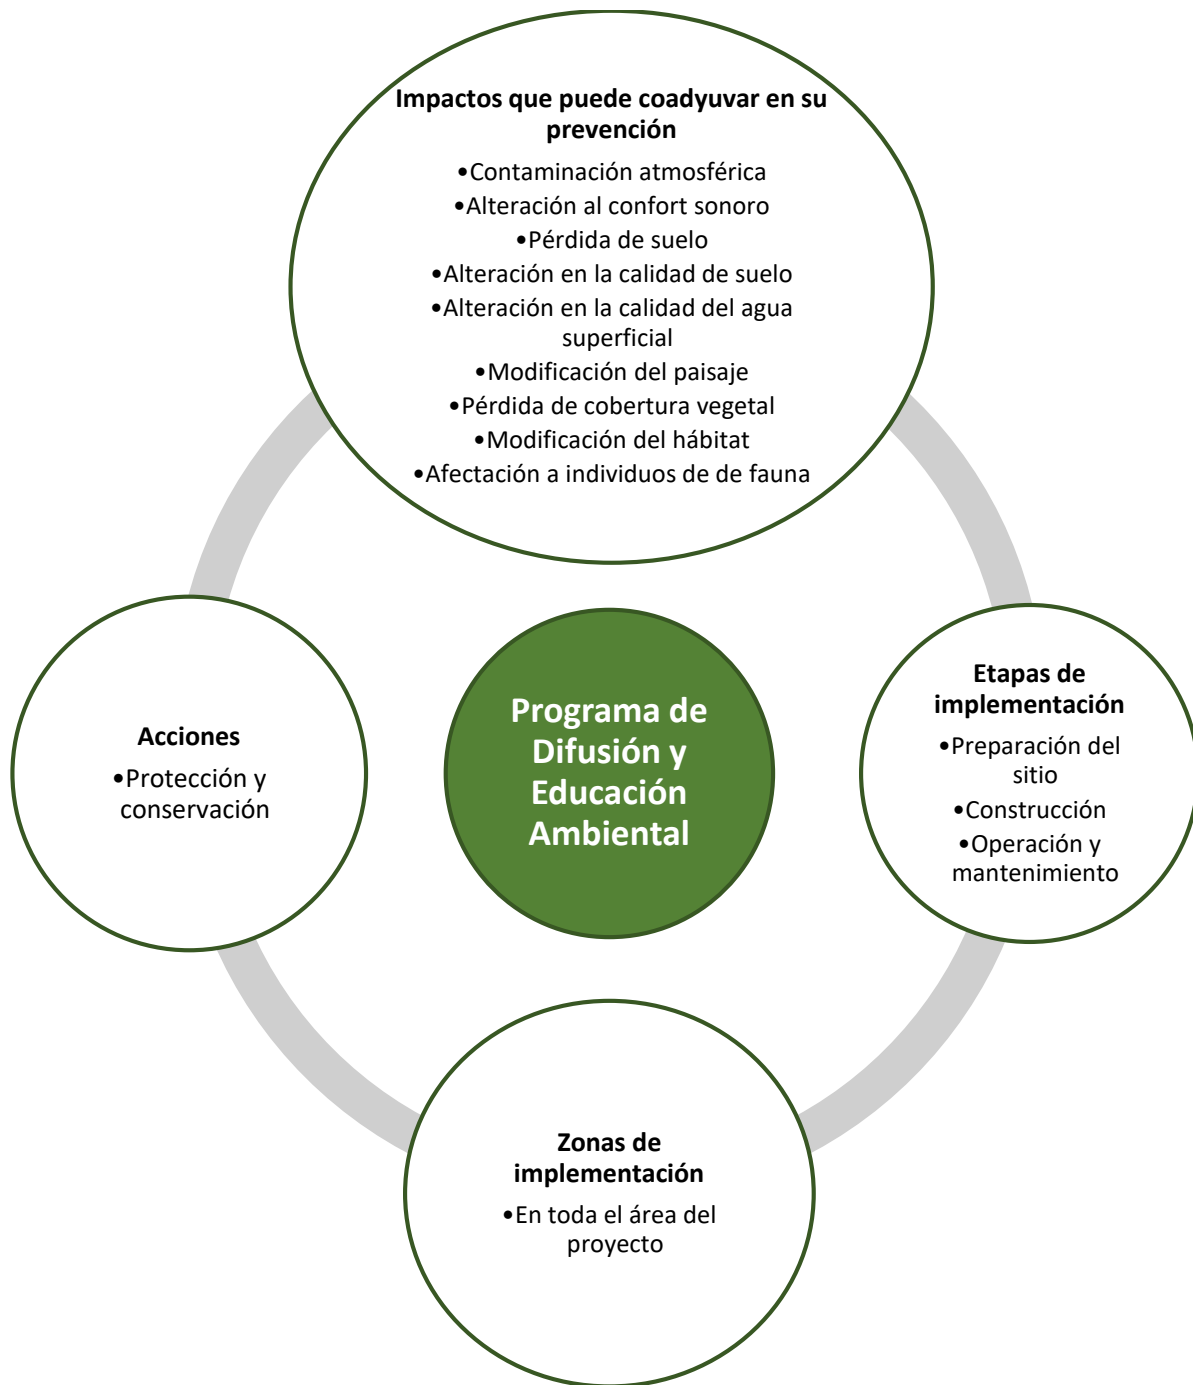 Impactos que puede coadyuvar en su
prevención
•Contaminación atmosférica
•Alteración al confort sonoro
•Pérdida de suelo
•Alteración en la calidad de suelo
•Alteración en la calidad del agua
superficial
•Modificación del paisaje
•Pérdida de cobertura vegetal
•Modificación del hábitat
•Afectación a individuos de de fauna
Etapas de
implementación
•Preparación del
sitio
•Construcción
•Operación y
mantenimiento
Zonas de
implementación
•En toda el área del
proyecto
Acciones
•Protección y
conservación
Programa de
Difusión y
Educación
Ambiental